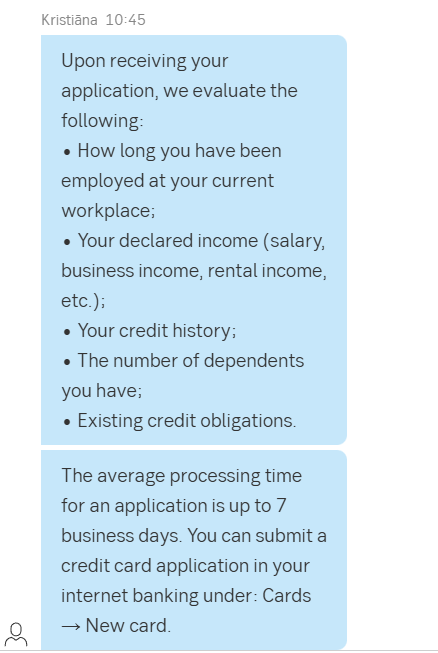 Kristiāna 10:45
Upon receiving your
application, we evaluate the
following:
• How long you have been
employed at your current
workplace;
• Your declared income (salary,
business income, rental income,
etc.);
• Your credit history;
• The number of dependents
you have;
• Existing credit obligations.
The average processing time
for an application is up to 7
business days. You can submit a
credit card application in your
internet banking under: Cards
→ New card.